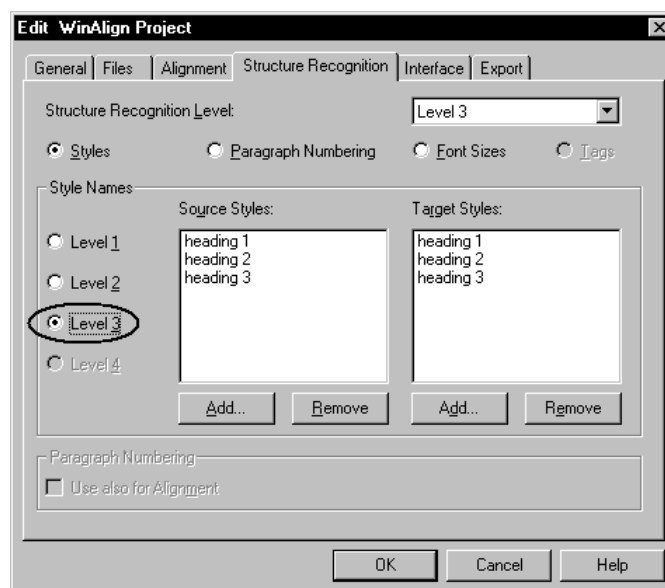 Edit WinAlign Project
General Files Alignment Structure Recognition Interface Export
Structure Recognition Level: Level 3
Styles Paragraph Numbering Font Sizes Tags
Style Names
Source Styles: Target Styles:
Level 1
Level 2
Level 3
Level 4
heading 1
heading 2
heading 3
heading 1
heading 2
heading 3
Add... Remove Add... Remove
Paragraph Numbering
Use also for Alignment
OK Cancel Help